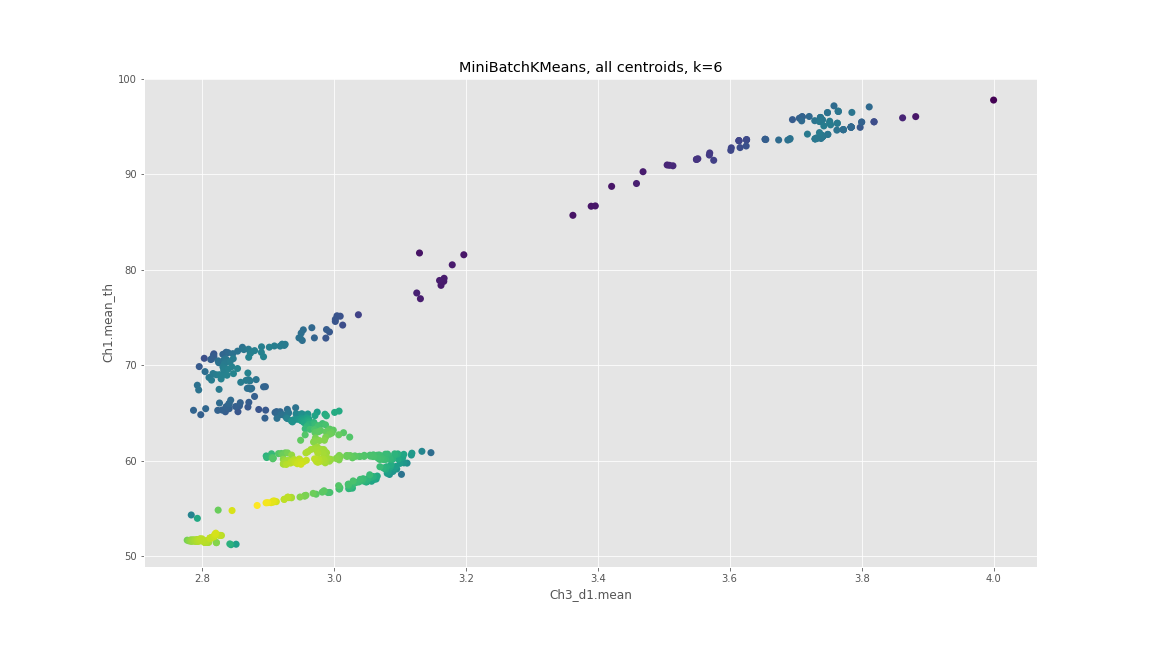 MiniBatchKMeans, all centroids, k=6
100
90
80
70
60
50
Ch1.mean_th
2.8 3.0 3.2 3.4 3.6 3.8 4.0
Ch3_d1.mean